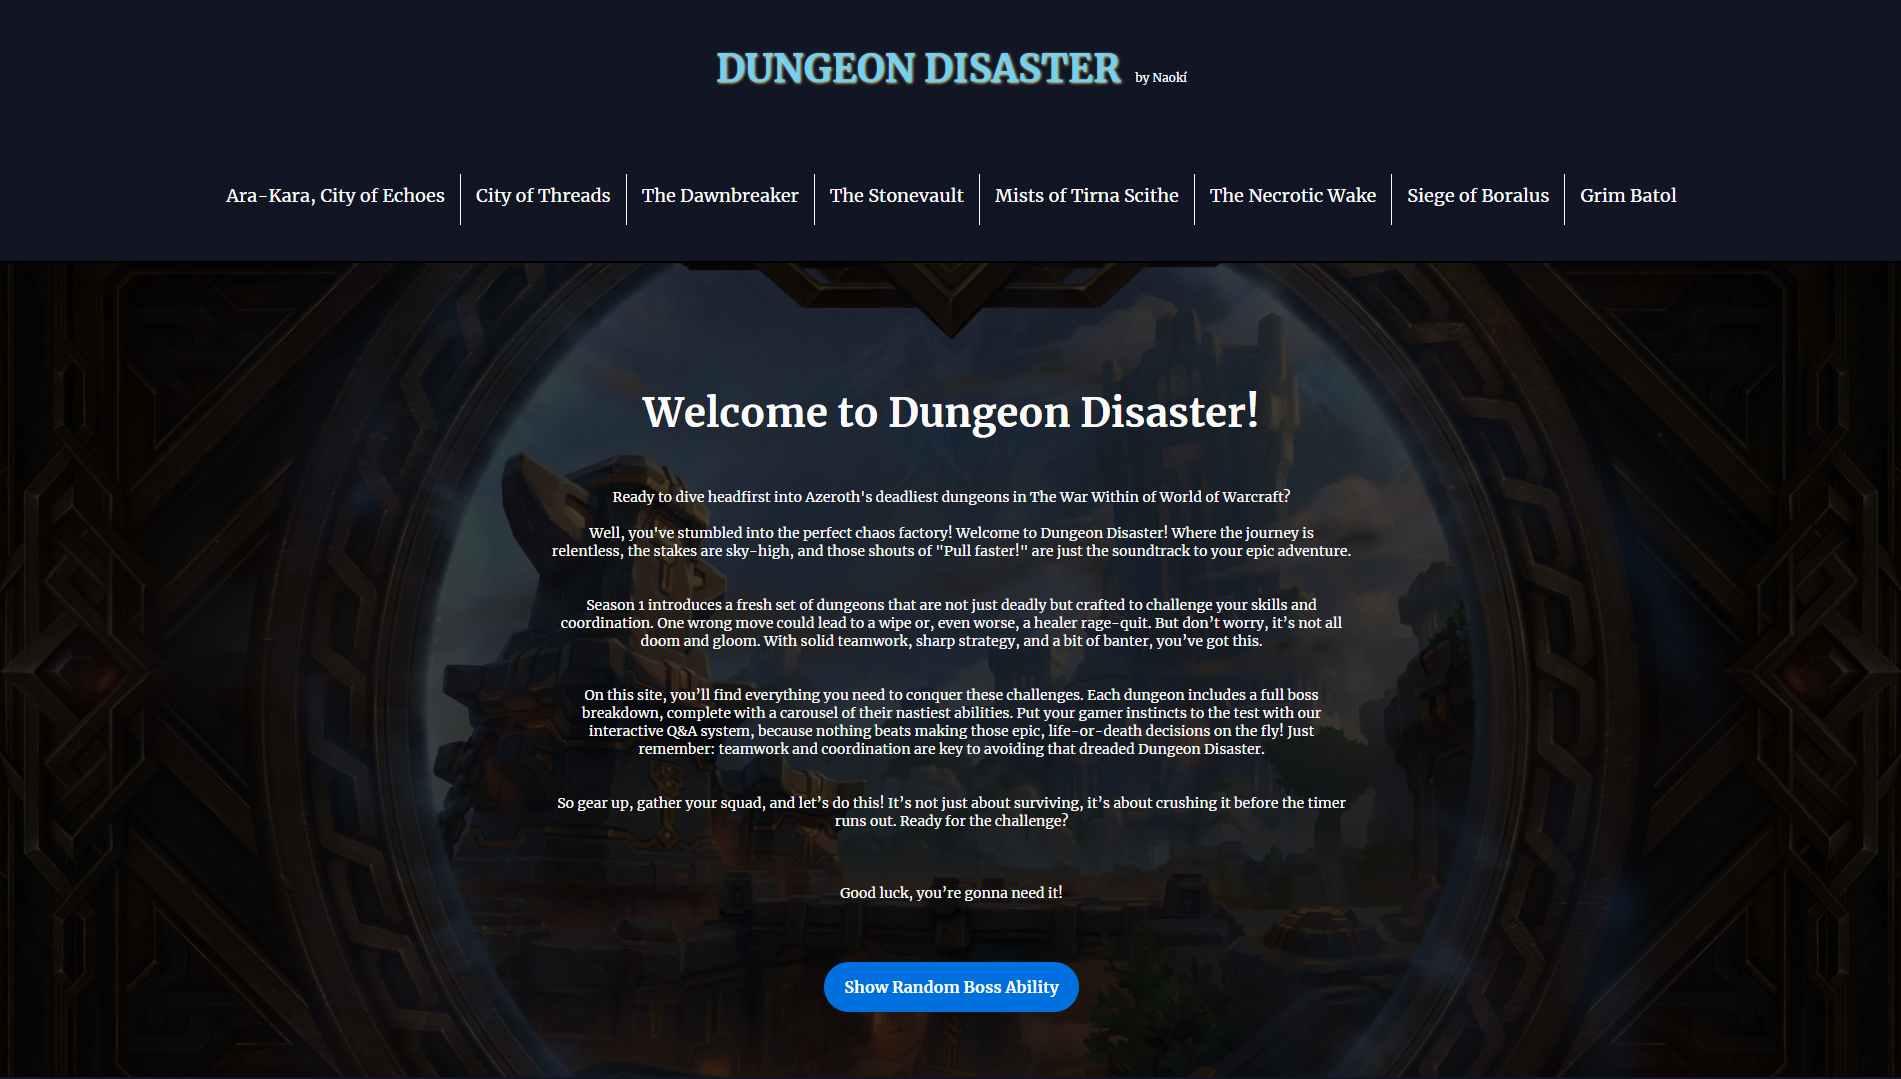 DUNGEON DISASTER by Naokí
Ara-Kara, City of Echoes City of Threads The Dawnbreaker The Stonevault Mists of Tirna Scithe The Necrotic Wake Siege of Boralus Grim Batol
Welcome to Dungeon Disaster!
Ready to dive headfirst into Azeroth's deadliest dungeons in The War Within of World of Warcraft?
Well, you've stumbled into the perfect chaos factory! Welcome to Dungeon Disaster! Where the journey is
relentless, the stakes are sky-high, and those shouts of "Pull faster!" are just the soundtrack to your epic adventure.
Season 1 introduces a fresh set of dungeons that are not just deadly but crafted to challenge your skills and
coordination. One wrong move could lead to a wipe or, even worse, a healer rage-quit. But don’t worry, it’s not all
doom and gloom. With solid teamwork, sharp strategy, and a bit of banter, you’ve got this.
On this site, you’ll find everything you need to conquer these challenges. Each dungeon includes a full boss
breakdown, complete with a carousel of their nastiest abilities. Put your gamer instincts to the test with our
interactive Q&A system, because nothing beats making those epic, life-or-death decisions on the fly! Just
remember: teamwork and coordination are key to avoiding that dreaded Dungeon Disaster.
So gear up, gather your squad, and let’s do this! It’s not just about surviving, it’s about crushing it before the timer
runs out. Ready for the challenge?
Good luck, you’re gonna need it!
Show Random Boss Ability